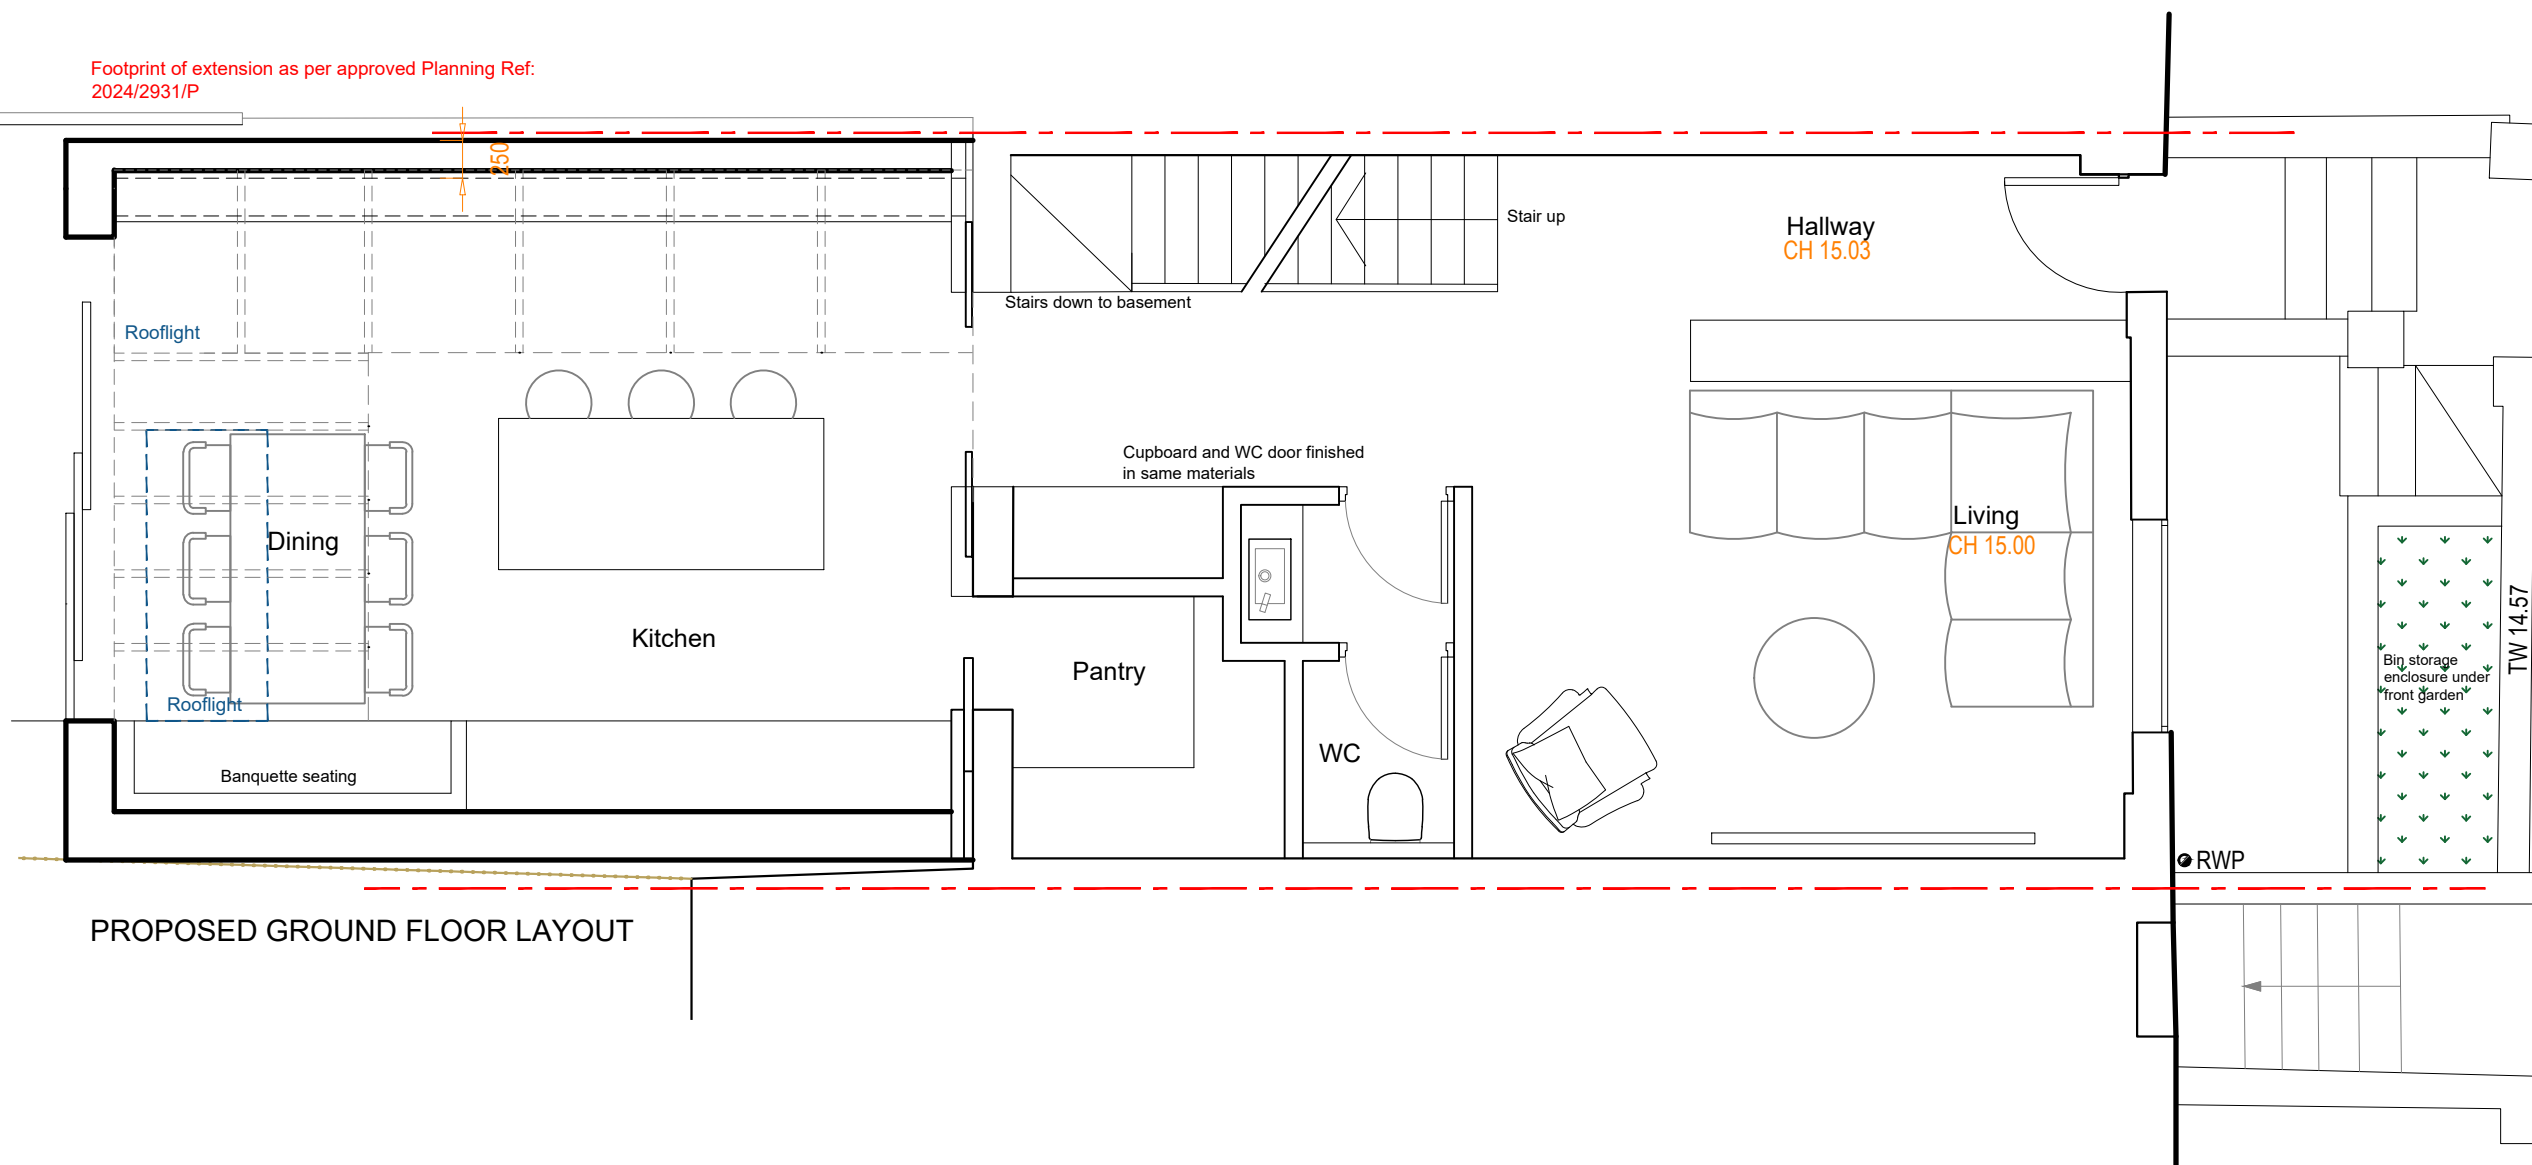 Footprint of extension as per approved Planning Ref:
2024/2931/P
250
Stair up
Hallway
CH 15.03
Stairs down to basement
Rooflight
Cupboard and WC door finished
in same materials
Dining
Living
CH 15.00
Kitchen
Pantry
TW 14.57
Bin storage
enclosure under
front garden
Rooflight
WC
Banquette seating
RWP
PROPOSED GROUND FLOOR LAYOUT